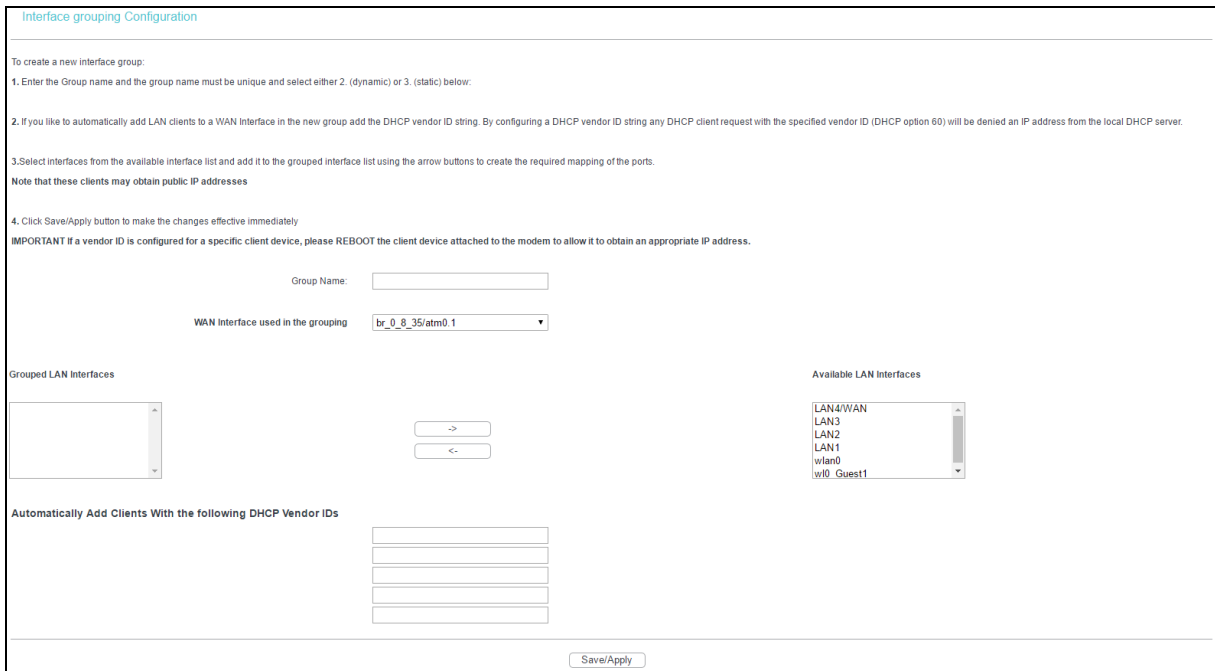 Interface grouping Configuration
To create a new interface group:
1. Enter the Group name and the group name must be unique and select either 2. (dynamic) or 3. (static) below:
2. If you like to automatically add LAN clients to a WAN Interface in the new group add the DHCP vendor ID string. By configuring a DHCP vendor ID string any DHCP client request with the specified vendor ID (DHCP option 60) will be denied an IP address from the local DHCP server.
3.Select interfaces from the available interface list and add it to the grouped interface list using the arrow buttons to create the required mapping of the ports.
Note that these clients may obtain public IP addresses
4. Click Save/Apply button to make the changes effective immediately
IMPORTANT If a vendor ID is configured for a specific client device, please REBOOT the client device attached to the modem to allow it to obtain an appropriate IP address.
Group Name:
WAN Interface used in the grouping br_0_8_35/atm0.1
Grouped LAN Interfaces Available LAN Interfaces
LAN4/WAN
LAN3
LAN2
LAN1
wlan0
wl0_Guest1
->
<-
Automatically Add Clients With the following DHCP Vendor IDs
Save/Apply